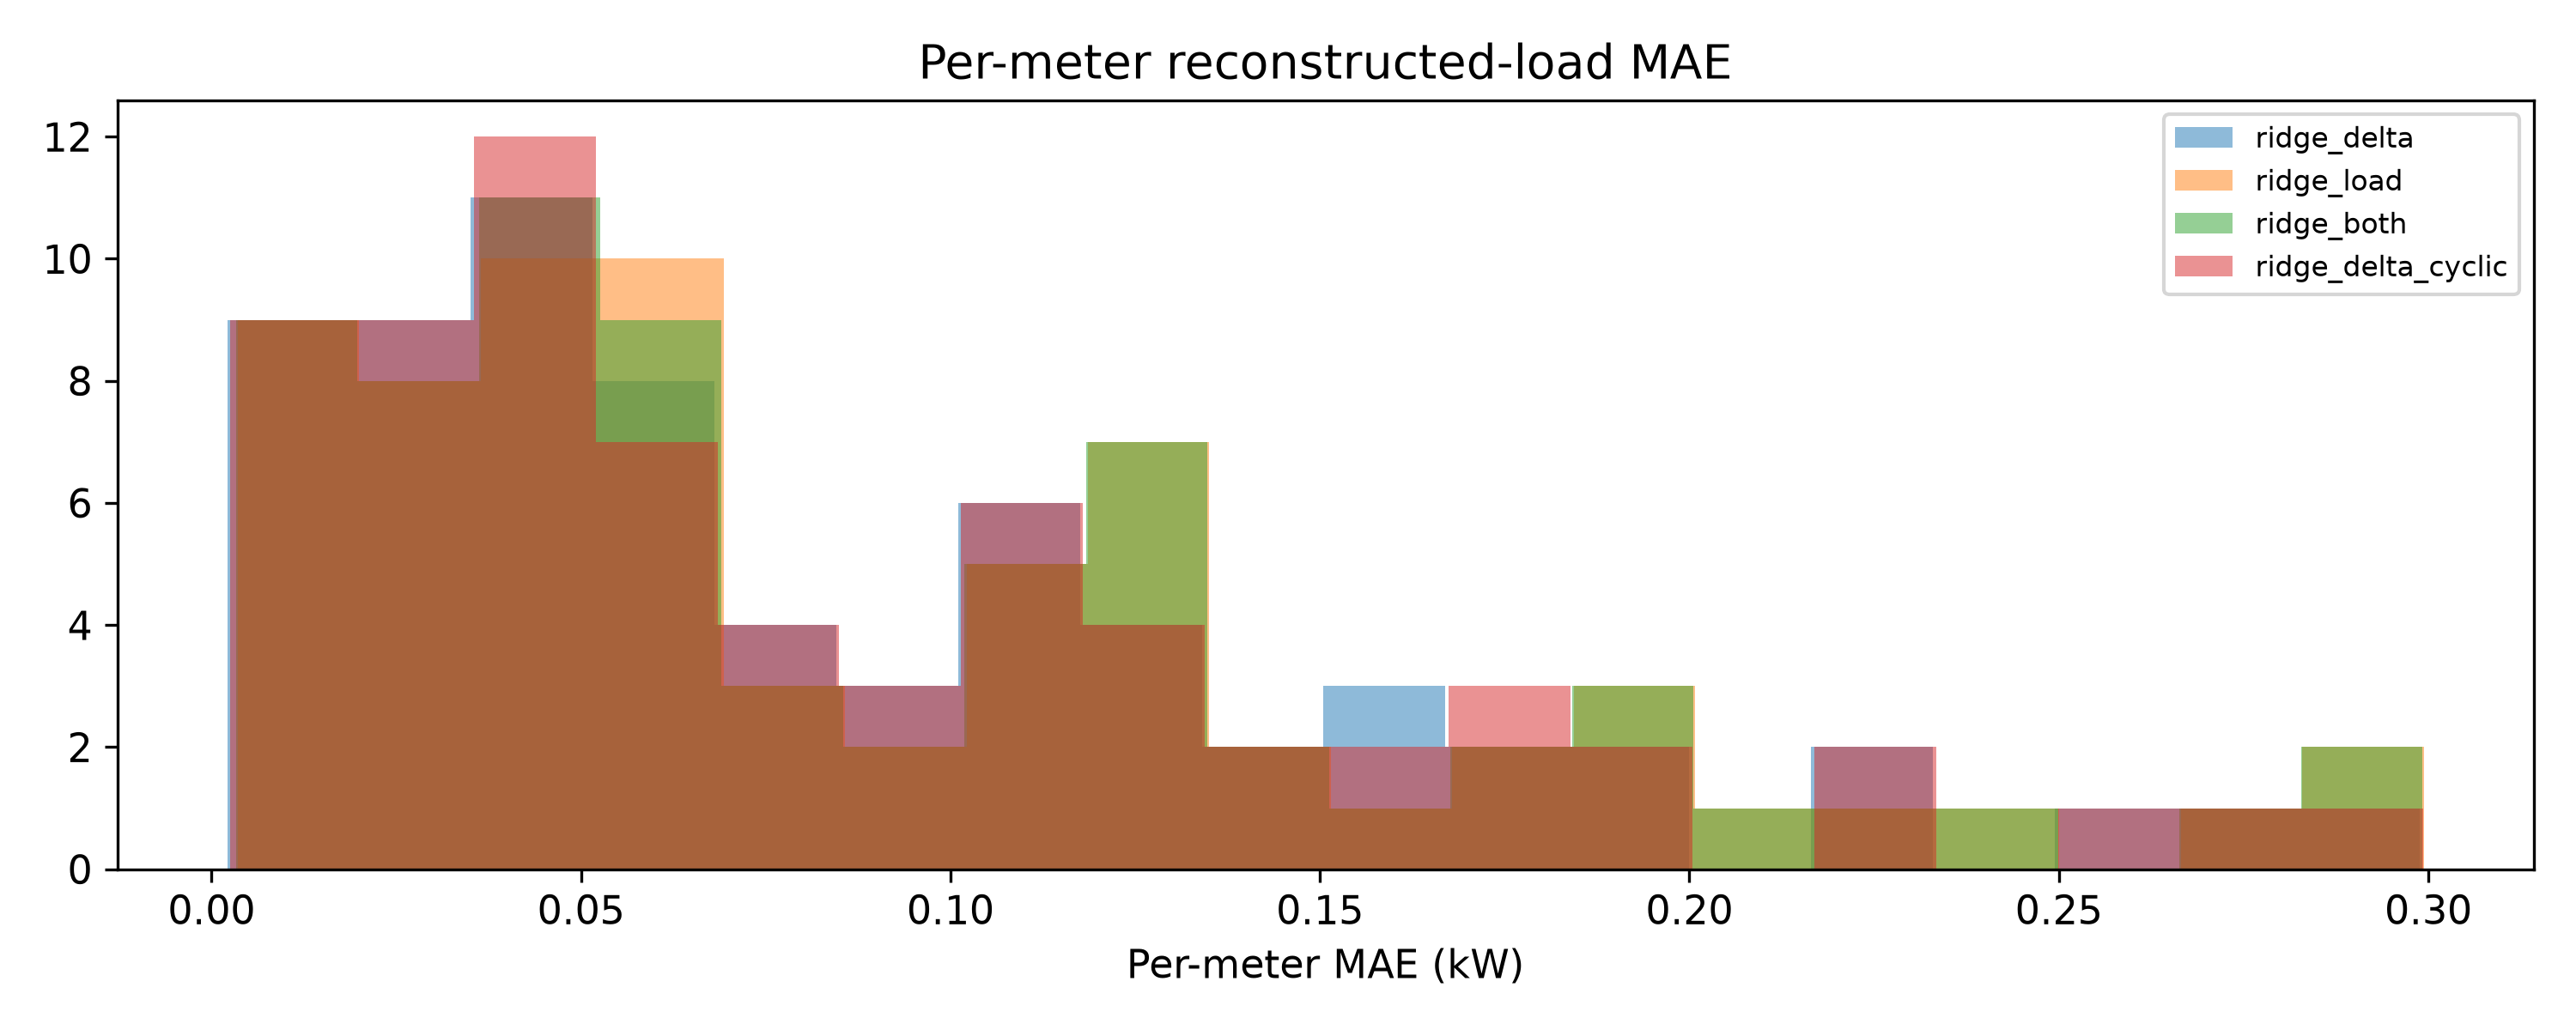 Per-meter reconstructed-load MAE
ridge_delta
ridge_load
ridge_both
ridge_delta_cyclic
12
10
8
6
4
2
0
0.00 0.05 0.10 0.15 0.20 0.25 0.30
Per-meter MAE (kW)